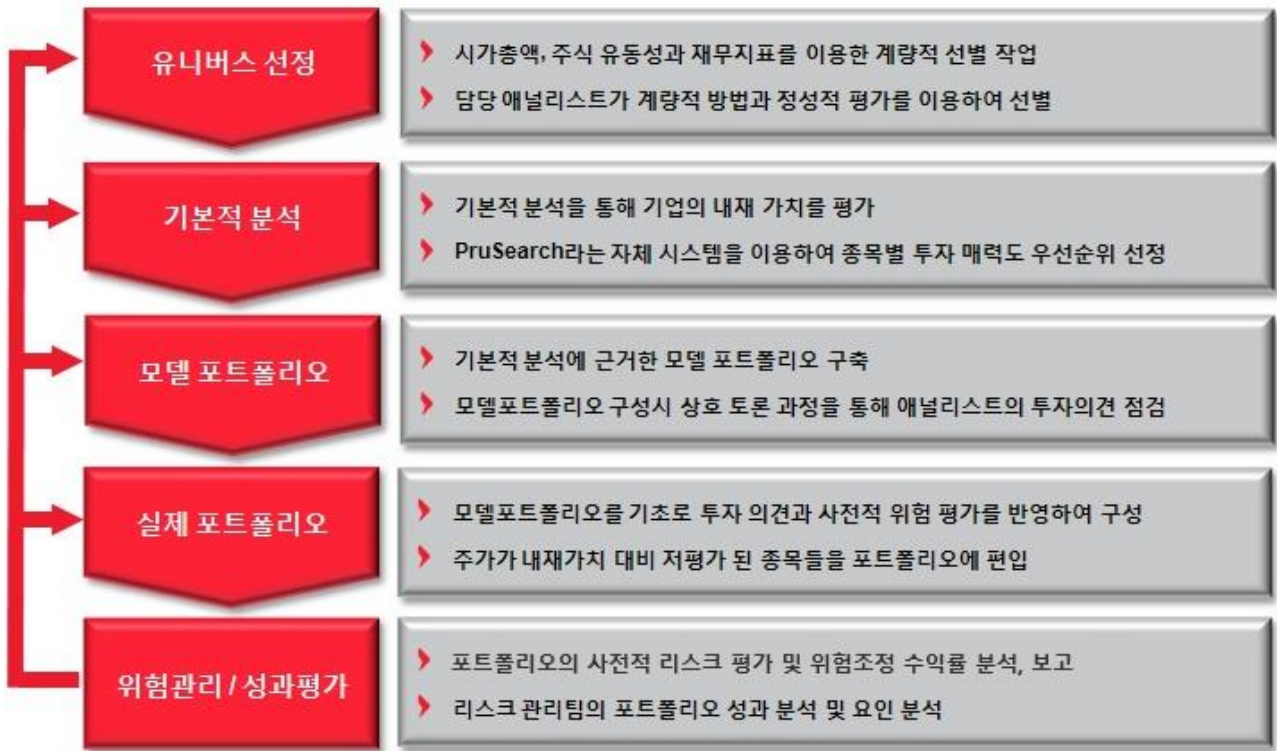 유니버스 선정
시가총액, 주식 유동성과 재무지표를 이용한 계량적 선별 작업
담당 애널리스트가 계량적 방법과 정성적 평가를 이용하여 선별
기본적 분석
기본적 분석을 통해 기업의 내재 가치를 평가
PruSearch라는 자체 시스템을 이용하여 종목별 투자 매력도 우선순위 선정
모델 포트폴리오
기본적 분석에 근거한 모델 포트폴리오 구축
모델포트폴리오 구성시 상호 토론 과정을 통해 애널리스트의 투자의견 점검
실제 포트폴리오
모델포트폴리오를 기초로 투자 의견과 사전적 위험 평가를 반영하여 구성
주가가 내재가치 대비 저평가 된 종목들을 포트폴리오에 편입
위험관리 / 성과평가
포트폴리오의 사전적 리스크 평가 및 위험조정 수익률 분석, 보고
리스크 관리팀의 포트폴리오 성과 분석 및 요인 분석